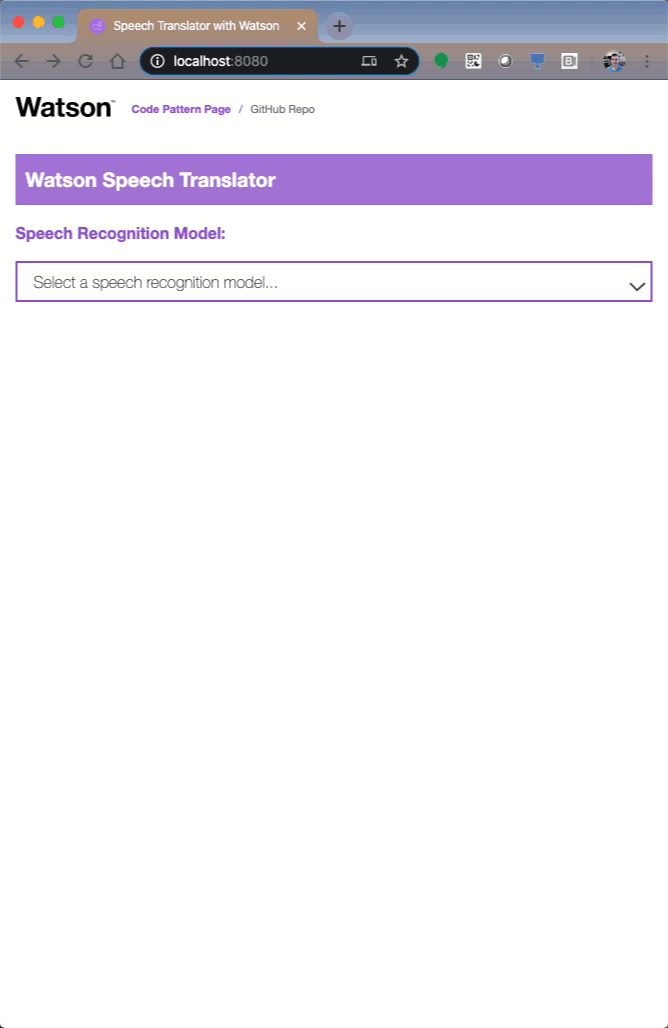 Speech Translator with Watson
localhost:8080
Watson™ Code Pattern Page / GitHub Repo
Watson Speech Translator
Speech Recognition Model:
Select a speech recognition model...